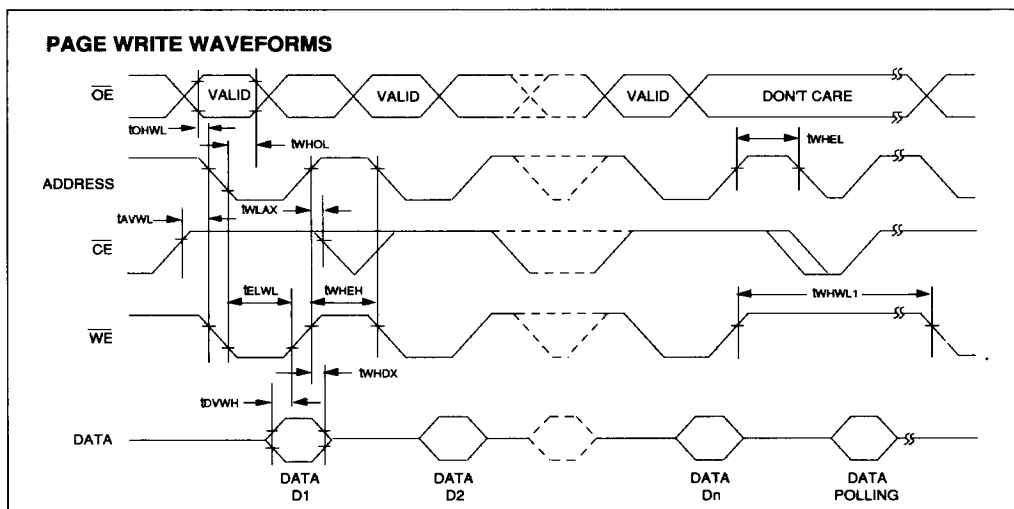 PAGE WRITE WAVEFORMS
OE VALID VALID VALID DON'T CARE
tOHWL tWHOL tWHEL
ADDRESS
tAVWL tWLAX
CE
tELWL tWHEH tWHWL1
WE
tWHDX
tDVWH
DATA
DATA DATA DATA DATA
D1 D2 Dn POLLING